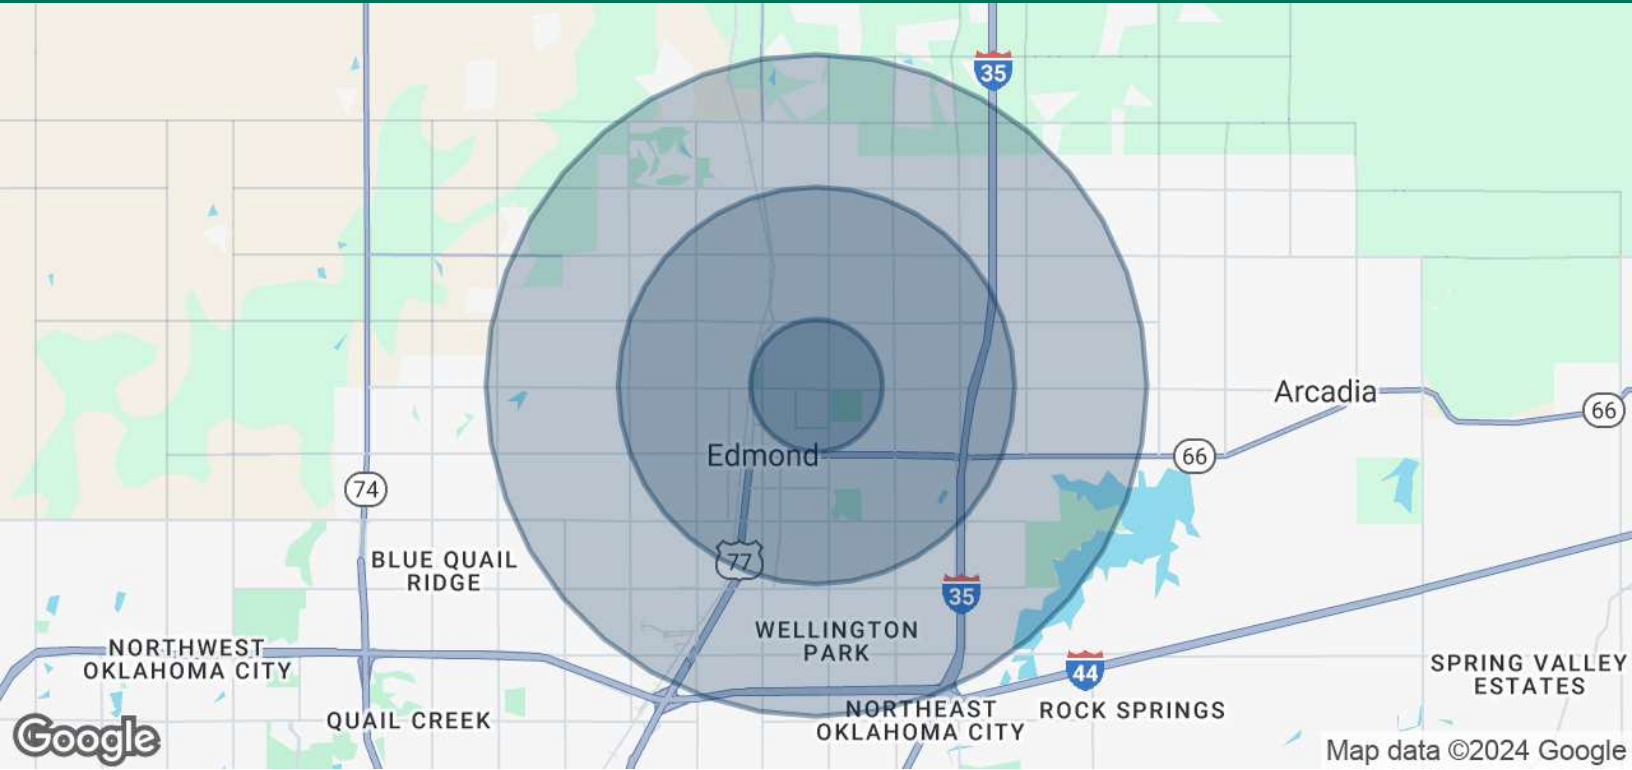 35
Arcadia
66
Edmond
66
74
77
BLUE QUAIL
RIDGE
35
WELLINGTON
PARK
NORTHWEST
OKLAHOMA CITY
44
SPRING VALLEY
ESTATES
QUAIL CREEK
NORTHEAST
OKLAHOMA CITY
ROCK SPRINGS
Google
Map data ©2024 Google